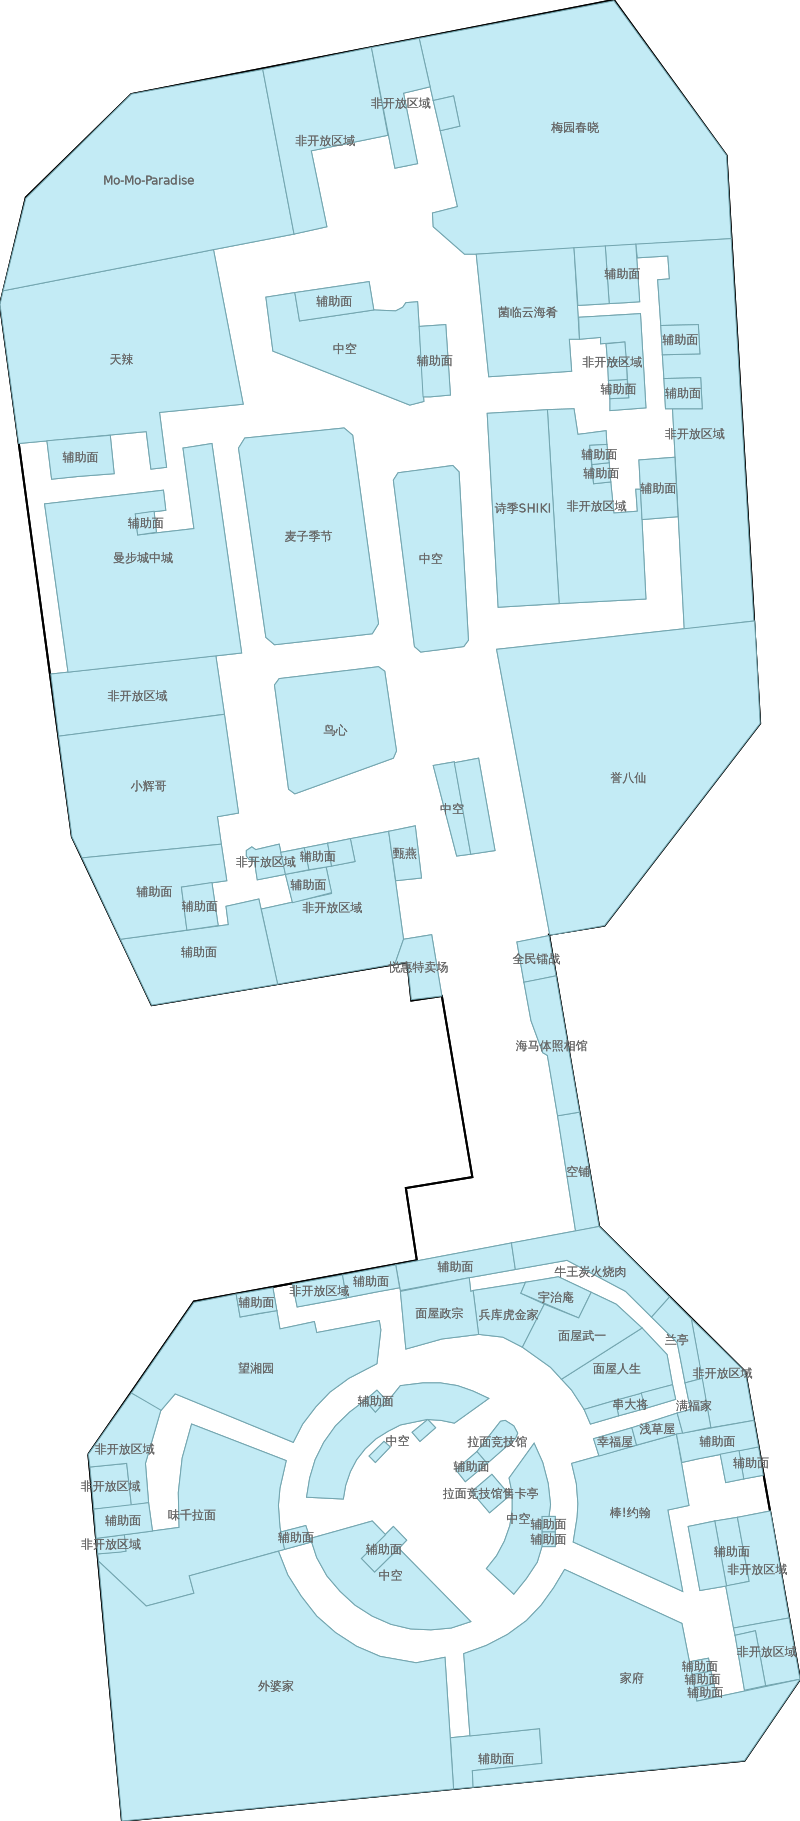 非开放区域
梅园春晓
非开放区域
Mo-Mo-Paradise
辅助面
辅助面
菌临云海肴
辅助面
中空
天辣
辅助面
非开放区域
辅助面
辅助面
非开放区域
辅助面
辅助面
辅助面
辅助面
非开放区域
诗季SHIKI
辅助面
麦子季节
曼步城中城
中空
非开放区域
鸟心
誉八仙
小辉哥
中空
甄燕
辅助面
非开放区域
辅助面
辅助面
辅助面
非开放区域
辅助面
全民镭战
悦惠特卖场
海马体照相馆
空铺
辅助面
牛王炭火烧肉
辅助面
非开放区域
宇治庵
辅助面
面屋政宗
兵库虎金家
面屋武一
兰亭
望湘园
面屋人生
非开放区域
辅助面
串大将
满福家
浅草屋
中空
拉面竞技馆
幸福屋
辅助面
非开放区域
辅助面
辅助面
非开放区域
拉面竞技馆售卡亭
味千拉面
棒!约翰
辅助面
中空
辅助面
辅助面
辅助面
非开放区域
辅助面
辅助面
非开放区域
中空
非开放区域
辅助面
家府
辅助面
外婆家
辅助面
辅助面